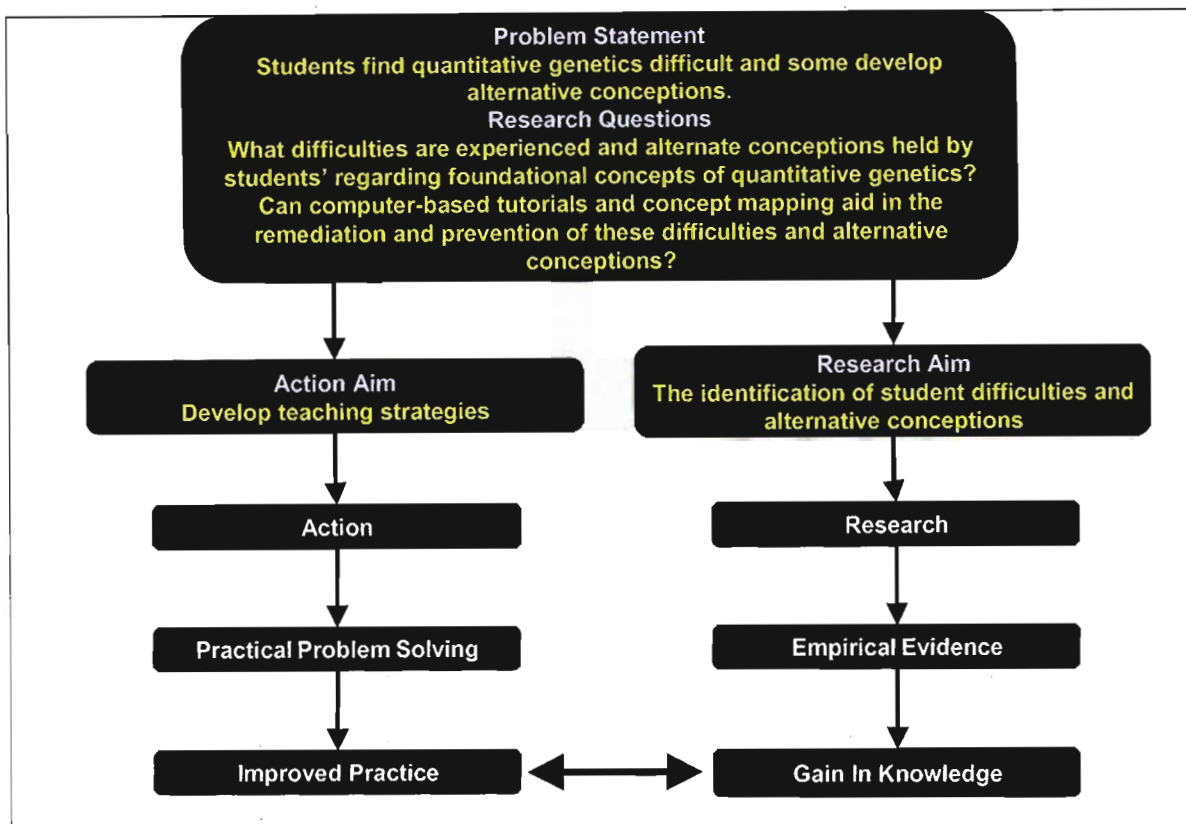 Problem Statement
Students find quantitative genetics difficult and some develop
alternative conceptions.
Research Questions
What difficulties are experienced and alternate conceptions held by
students' regarding foundational concepts of quantitative genetics?
Can computer-based tutorials and concept mapping aid in the
remediation and prevention of these difficulties and alternative
conceptions?
Action Aim
Develop teaching strategies
Research Aim
The identification of student difficulties and
alternative conceptions
Action
Research
Practical Problem Solving
Empirical Evidence
Improved Practice
Gain In Knowledge